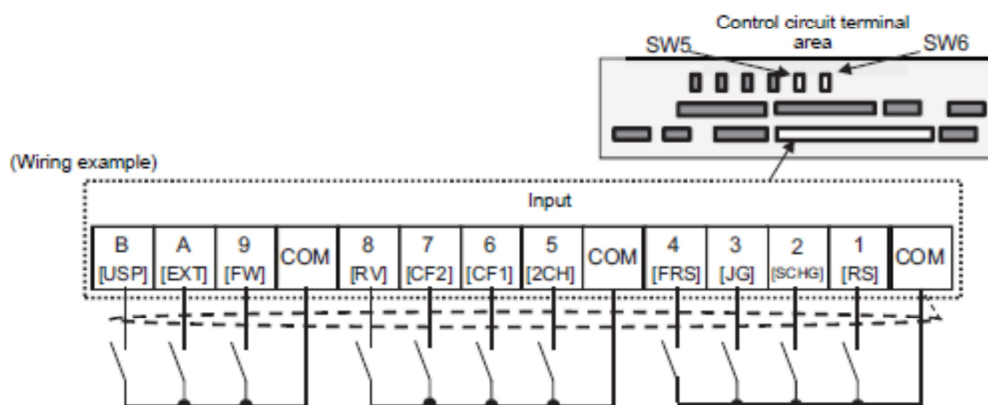 Control circuit terminal
area
SW5
SW6
(Wiring example)
Input
B A 9 COM 8 7 6 5 COM 4 3 2 1 COM
[USP] [EXT] [FW] [RV] [CF2] [CF1] [2CH] [FRS] [JG] [SCHG] [RS]